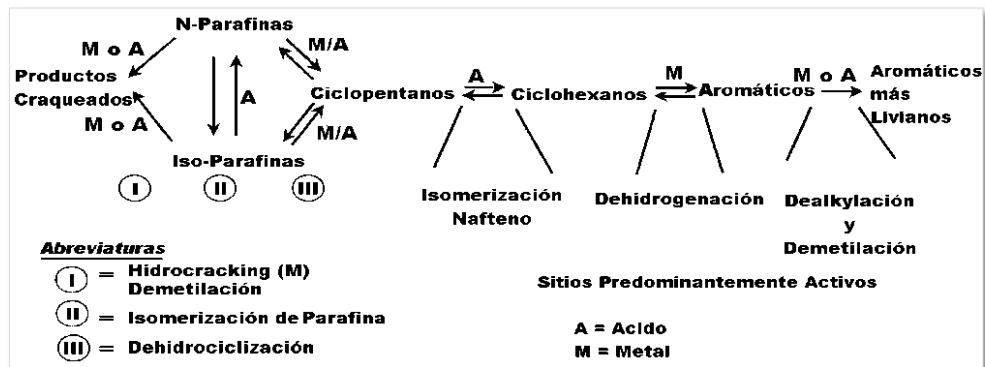 N-Parafinas
M o A
M/A
Productos
Craqueados
A
Ciclopentanos
A
Ciclohexanos
M
Aromáticos
M o A
Aromáticos
más
Livianos
M o A
M/A
Iso-Parafinas
I
II
III
Isomerización
Nafteno
Dehidrogenación
Dealkylación
y
Demetilación
Abreviaturas
I = Hidrocracking (M)
Demetilación
II = Isomerización de Parafina
III = Dehidrociclización
Sitios Predominantemente Activos
A = Acido
M = Metal